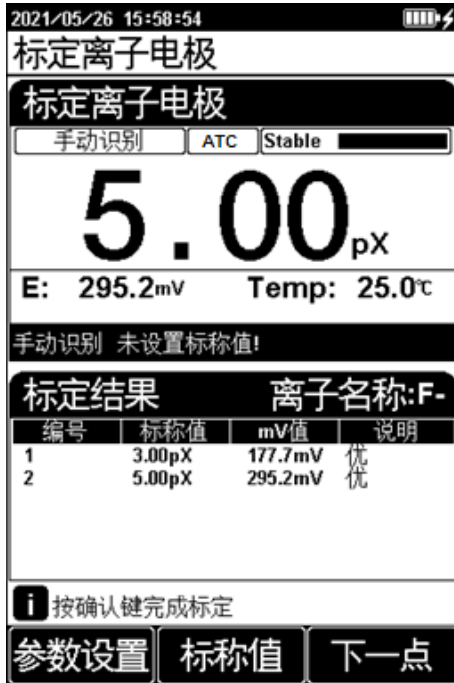 2021/05/26 15:58:54
标定离子电极
标定离子电极
手动识别 ATC Stable
5.00pX
E: 295.2mV Temp: 25.0℃
手动识别 未设置标称值!
标定结果 离子名称:F-
编号 标称值 mV值 说明
1 3.00pX 177.7mV 优
2 5.00pX 295.2mV 优
i 按确认键完成标定
参数设置 标称值 下一点